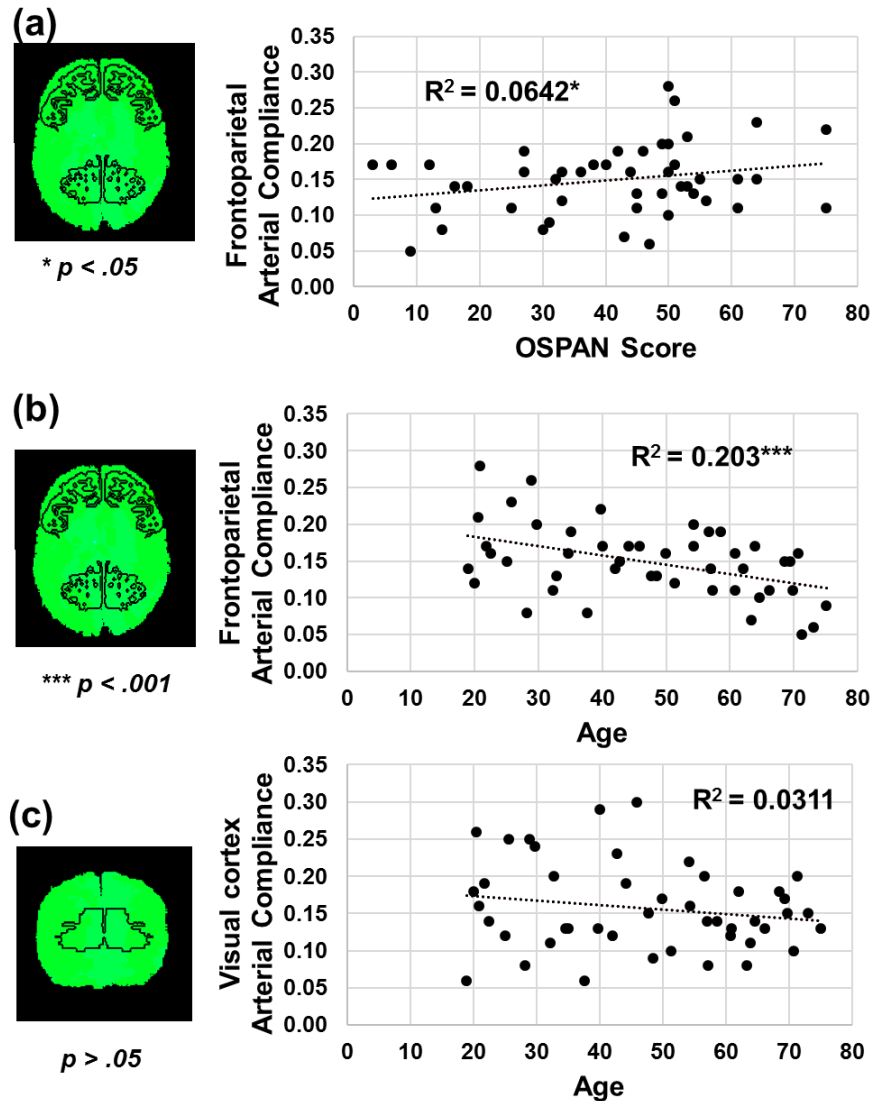 (a)
Frontoparietal
Arterial Compliance
0.35
0.30
0.25
0.20
0.15
0.10
0.05
0.00
R² = 0.0642*
0 10 20 30 40 50 60 70 80
OSPAN Score
* p < .05
(b)
Frontoparietal
Arterial Compliance
0.35
0.30
0.25
0.20
0.15
0.10
0.05
0.00
R² = 0.203***
0 10 20 30 40 50 60 70 80
Age
*** p < .001
(c)
Visual cortex
Arterial Compliance
0.35
0.30
0.25
0.20
0.15
0.10
0.05
0.00
R² = 0.0311
0 10 20 30 40 50 60 70 80
Age
p > .05